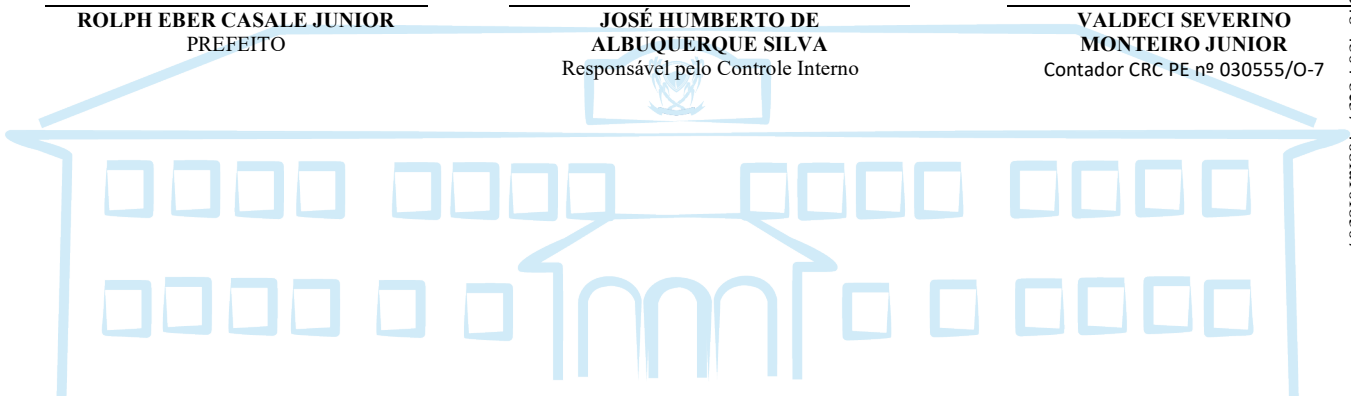 ROLPH EBER CASALE JUNIOR
PREFEITO
JOSÉ HUMBERTO DE
ALBUQUERQUE SILVA
Responsável pelo Controle Interno
VALDECI SEVERINO
MONTEIRO JUNIOR
Contador CRC PE nº 030555/O-7